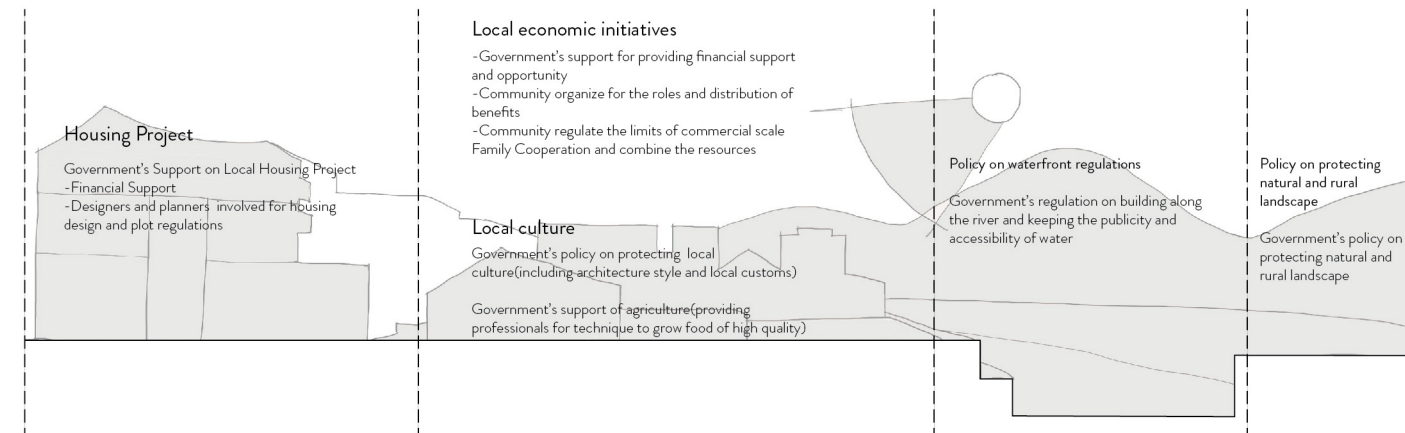 Housing Project
Government's Support on Local Housing Project
-Financial Support
-Designers and planners involved for housing
design and plot regulations
Local economic initiatives
-Government's support for providing financial support
and opportunity
-Community organize for the roles and distribution of
benefits
-Community regulate the limits of commercial scale
Family Cooperation and combine the resources
Local culture
Government's policy on protecting local
culture(including architecture style and local customs)
Government's support of agriculture(providing
professionals for technique to grow food of high quality)
Policy on waterfront regulations
Government's regulation on building along
the river and keeping the publicity and
accessibility of water
Policy on protecting
natural and rural
landscape
Government's policy on
protecting natural and
rural landscape